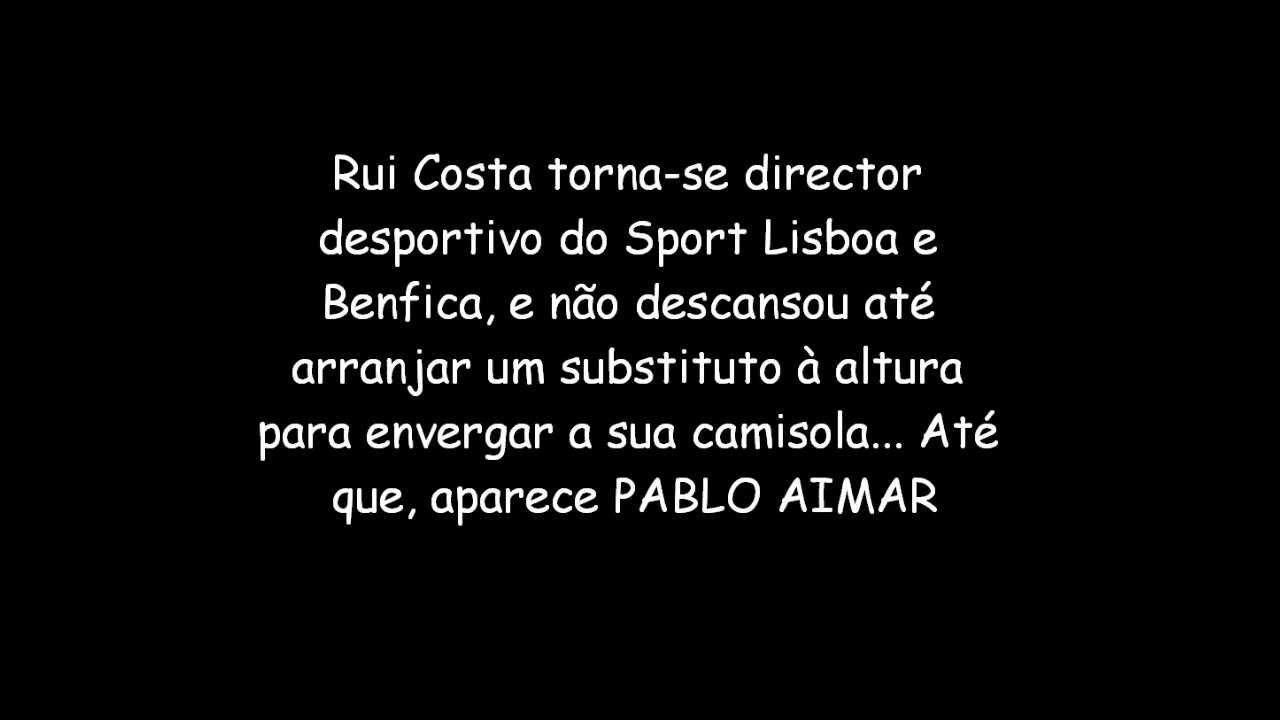 Rui Costa torna-se director
desportivo do Sport Lisboa e
Benfica, e não descansou até
arranjar um substituto à altura
para envergar a sua camisola... Até
que, aparece PABLO AIMAR